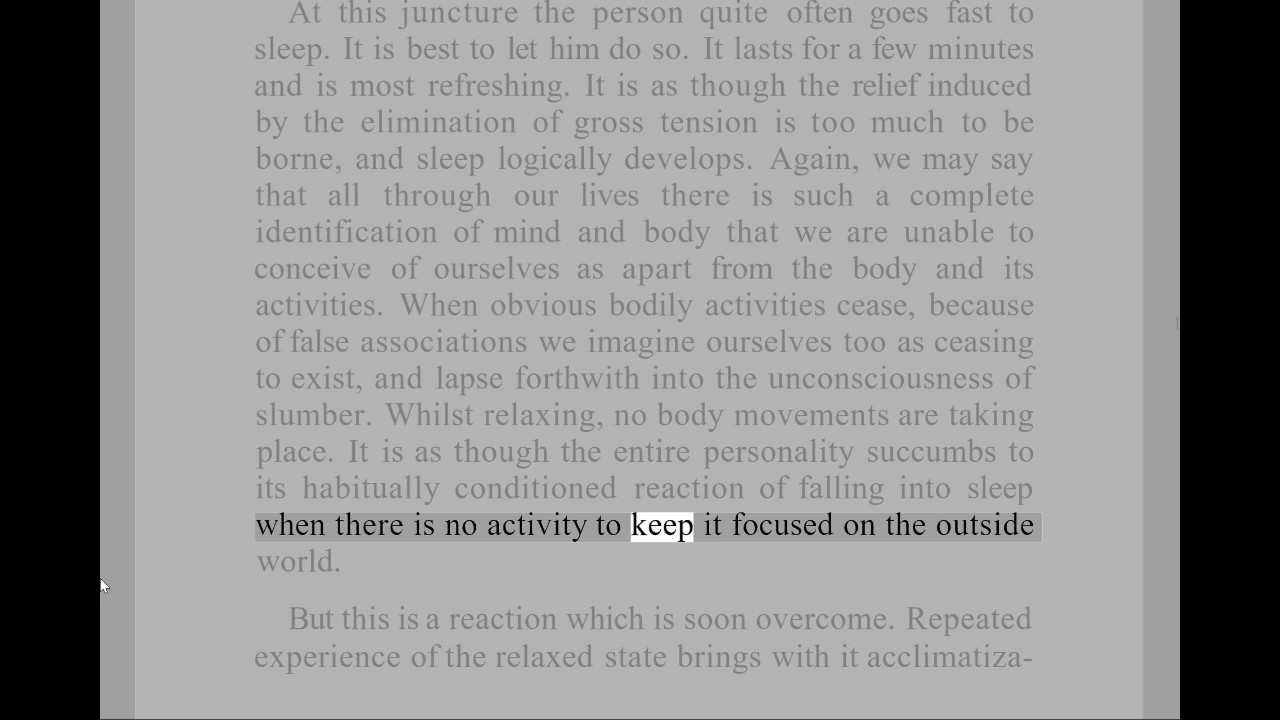 At this juncture the person quite often goes fast to
sleep. It is best to let him do so. It lasts for a few minutes
and is most refreshing. It is as though the relief induced
by the elimination of gross tension is too much to be
borne, and sleep logically develops. Again, we may say
that all through our lives there is such a complete
identification of mind and body that we are unable to
conceive of ourselves as apart from the body and its
activities. When obvious bodily activities cease, because
of false associations we imagine ourselves too as ceasing
to exist, and lapse forthwith into the unconsciousness of
slumber. Whilst relaxing, no body movements are taking
place. It is as though the entire personality succumbs to
its habitually conditioned reaction of falling into sleep
when there is no activity to keep it focused on the outside
world.
But this is a reaction which is soon overcome. Repeated
experience of the relaxed state brings with it acclimatiza-